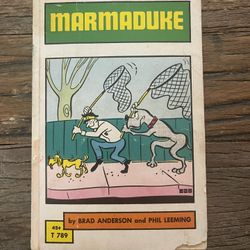 MARMADUKE
45¢
T 789
by BRAD ANDERSON and PHIL LEEMING